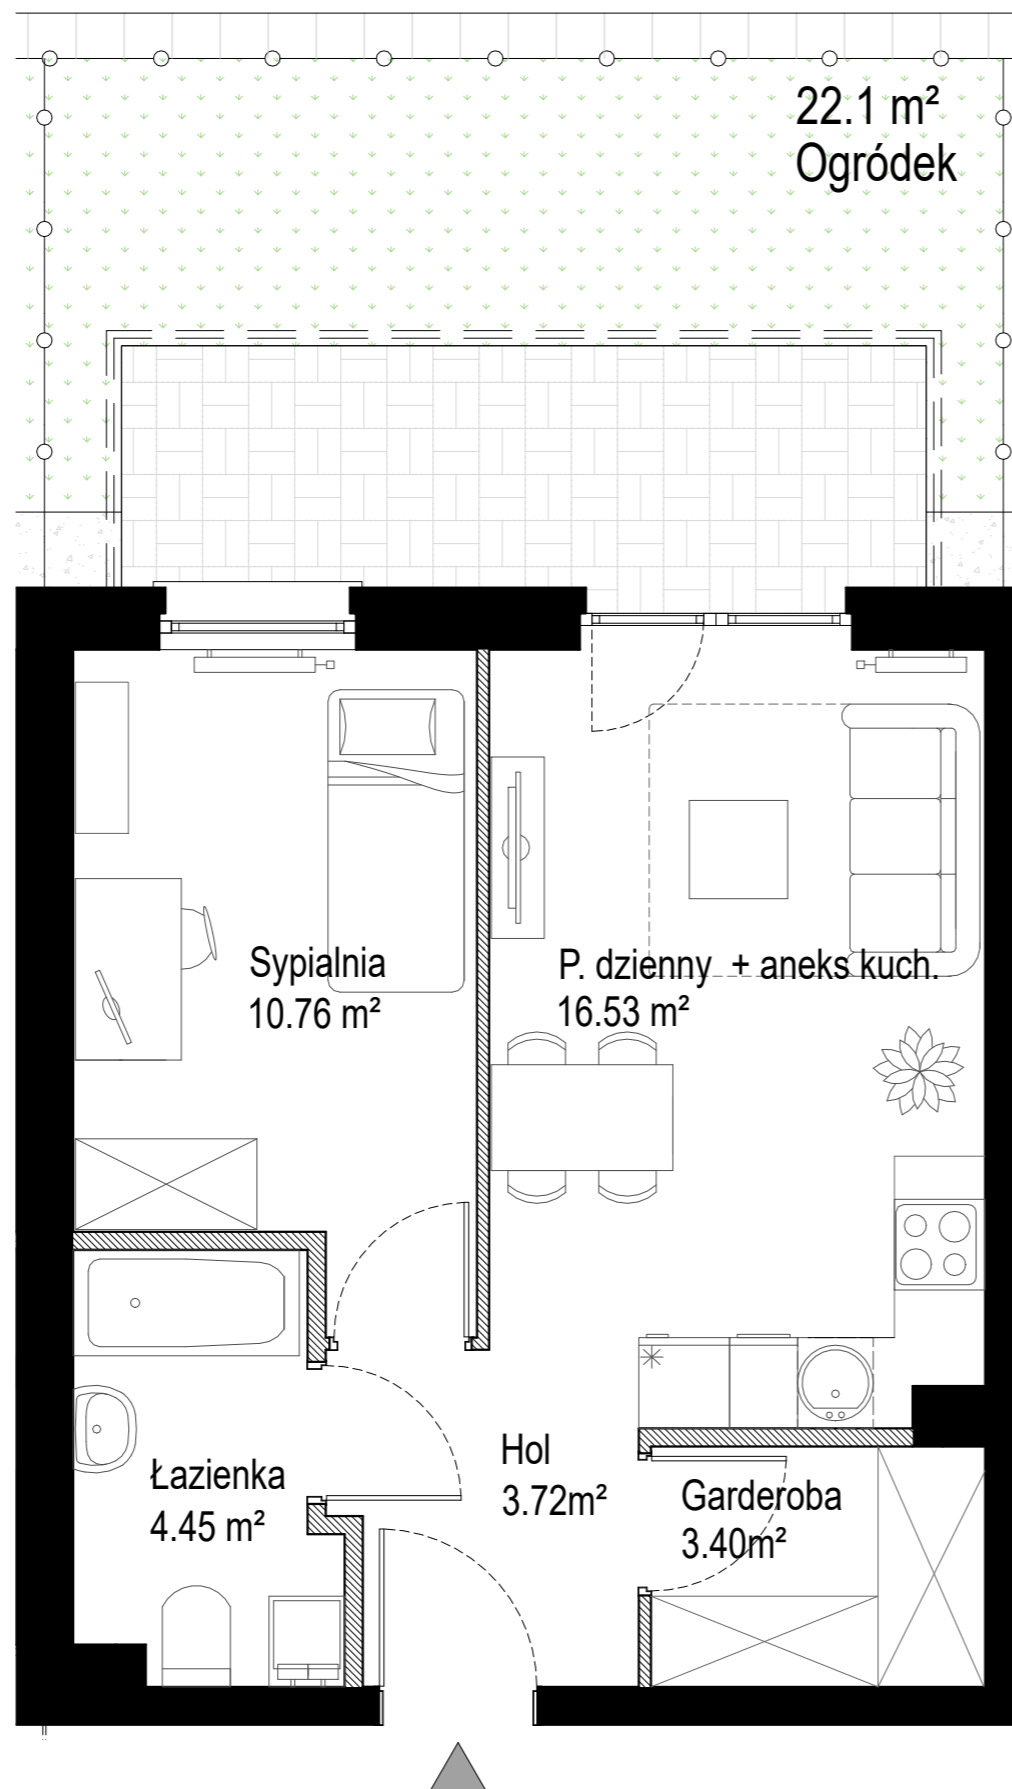 22.1 m²
Ogródek
Sypialnia
10.76 m²
P. dzienny + aneks kuch.
16.53 m²
Łazienka
4.45 m²
Hol
3.72m²
Garderoba
3.40m²